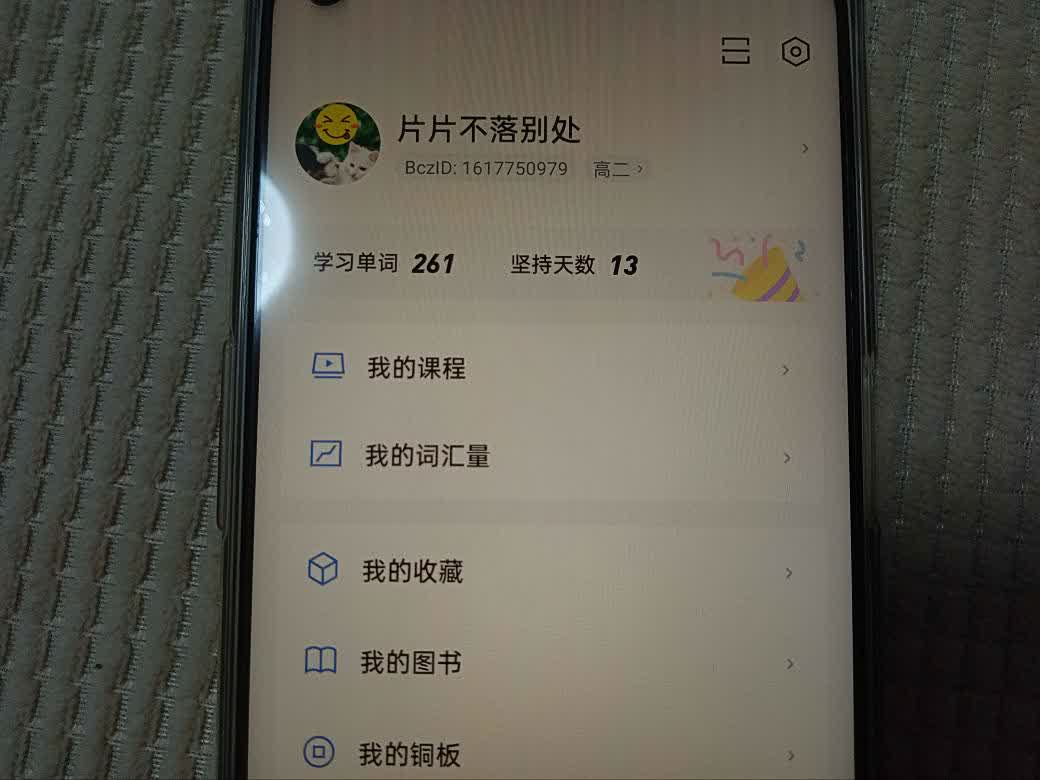 片片不落别处
BczID: 1617750979 高二
学习单词 261 坚持天数 13
我的课程
我的词汇量
我的收藏
我的图书
我的铜板